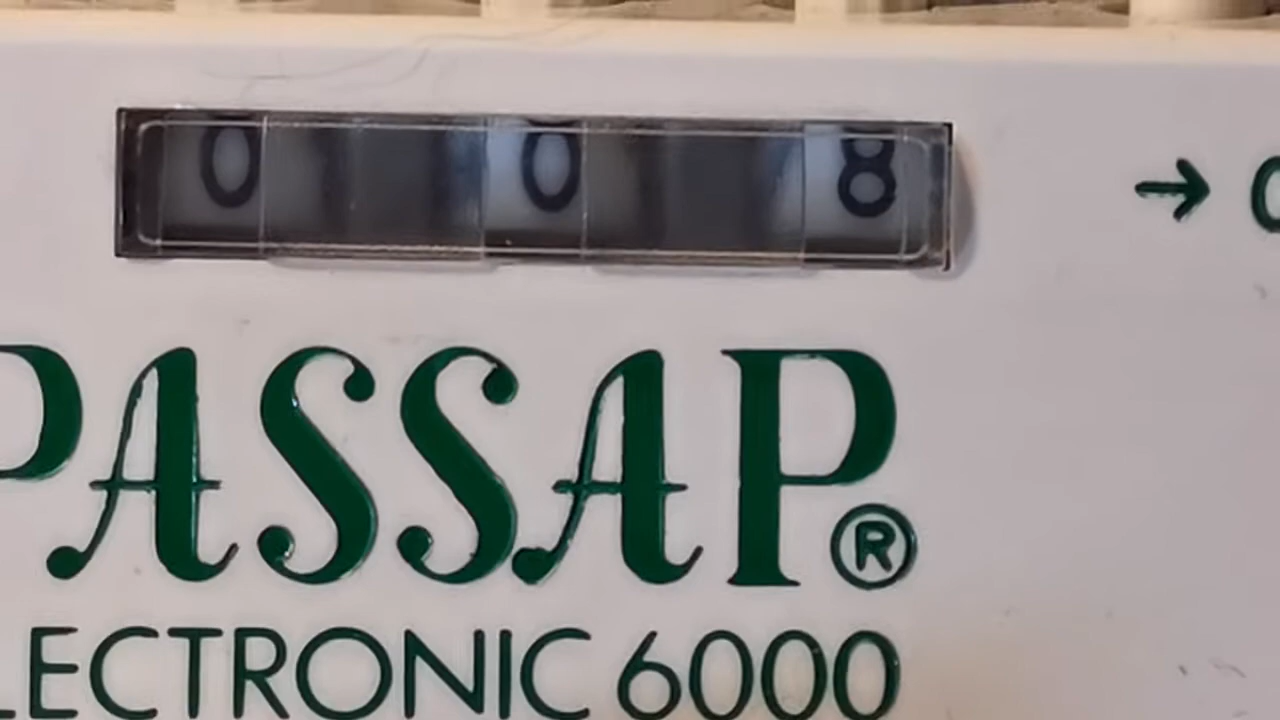 0 0 8
→
PASSAP®
LECTRONIC 6000